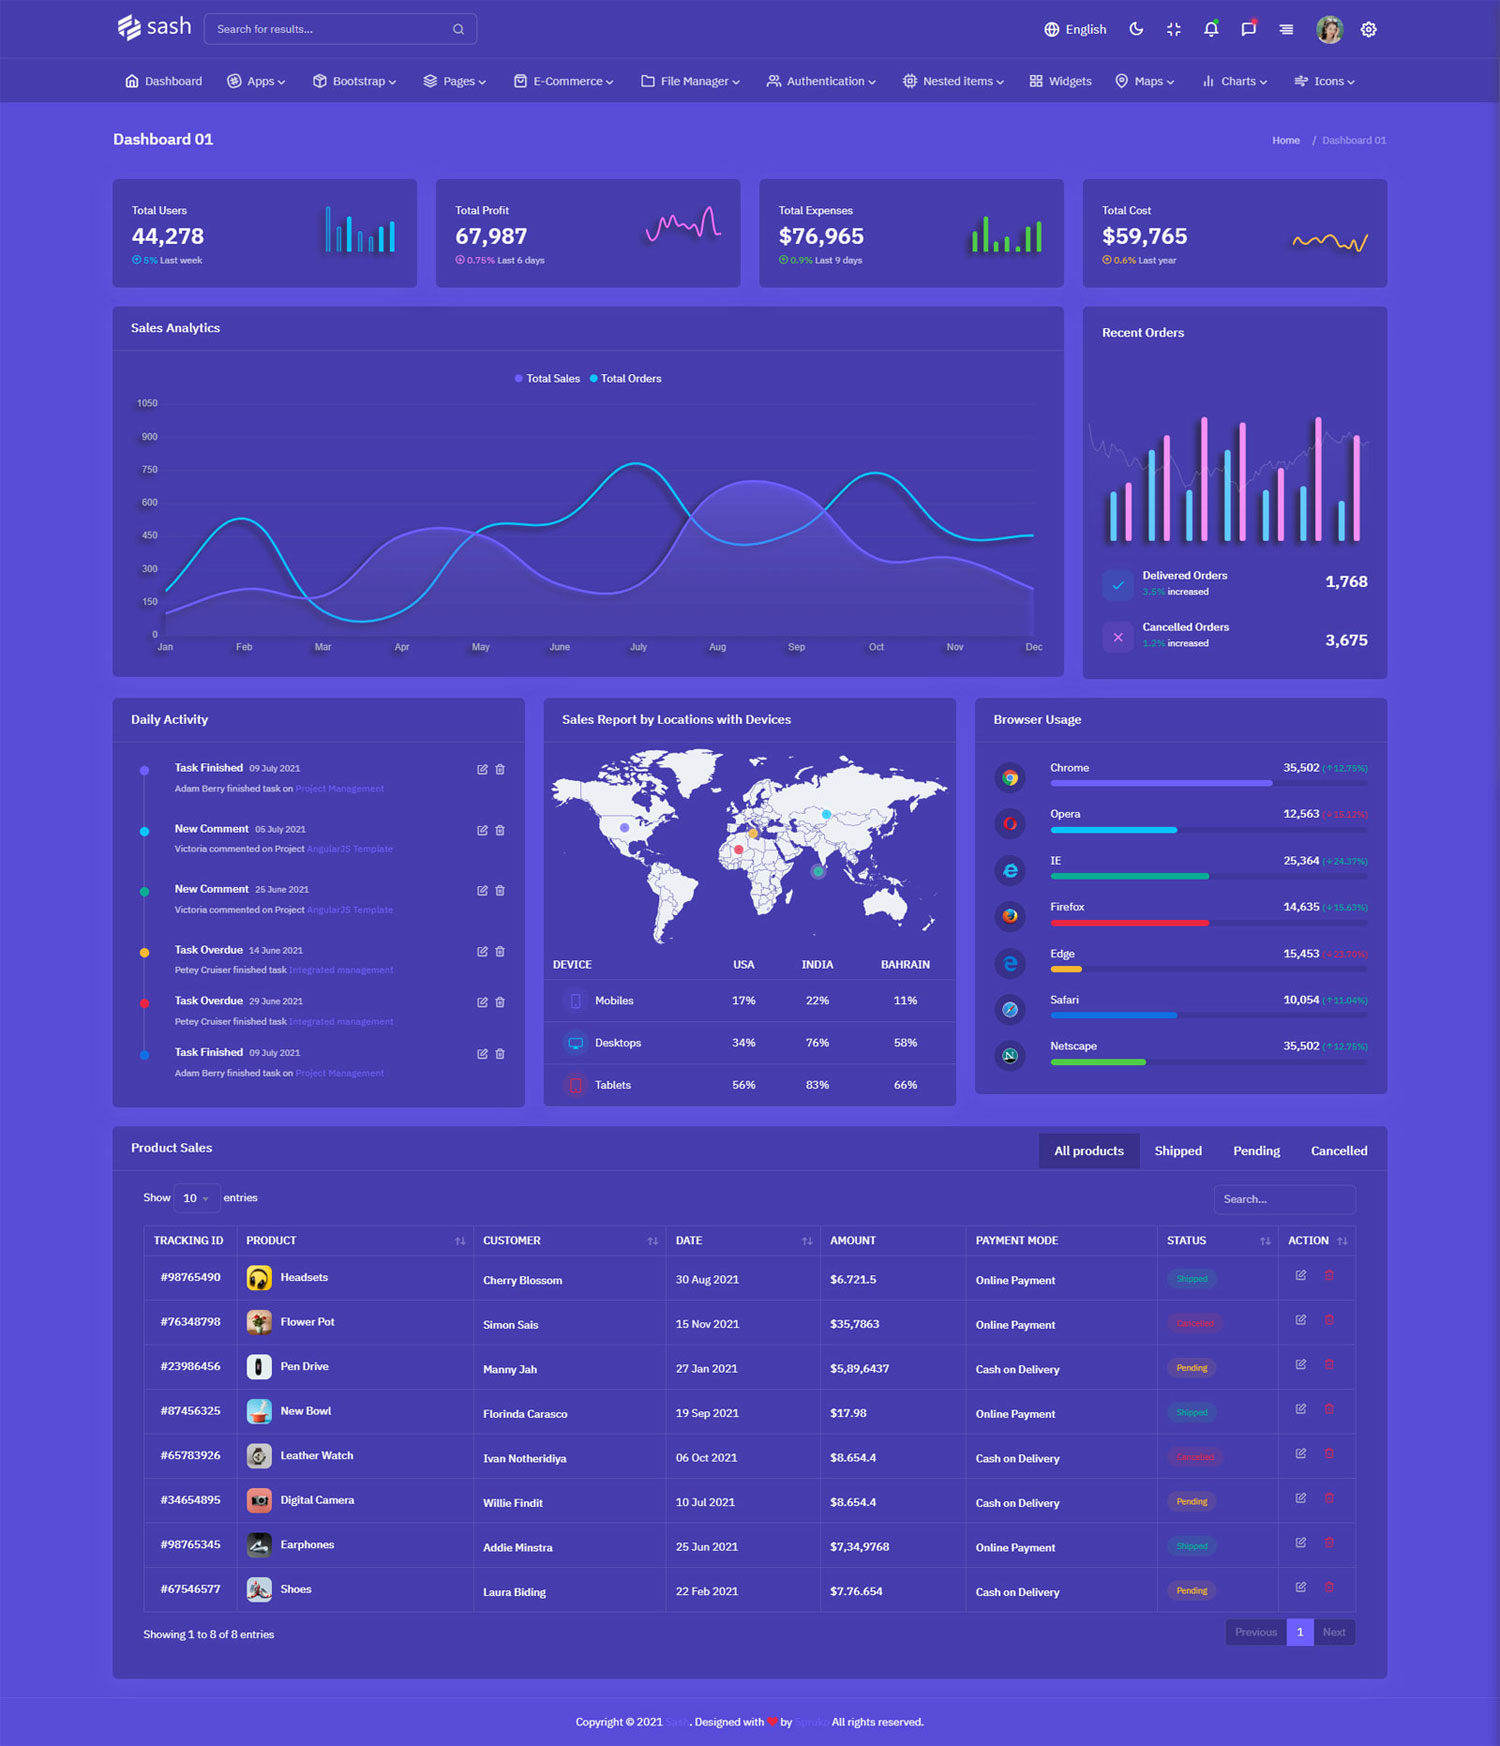 sash
Search for results...
English
Dashboard Apps Bootstrap Pages E-Commerce File Manager Authentication Nested items Widgets Maps Charts Icons
Dashboard 01
Home / Dashboard 01
Total Users
44,278
5% Last week
Total Profit
67,987
0.75% Last 6 days
Total Expenses
$76,965
0.9% Last 9 days
Total Cost
$59,765
0.6% Last year
Sales Analytics
Total Sales Total Orders
1050
900
750
600
450
300
150
0
Jan Feb Mar Apr May June July Aug Sep Oct Nov Dec
Recent Orders
Delivered Orders
3.5% increased
1,768
Cancelled Orders
1.2% increased
3,675
Daily Activity
Task Finished 09 July 2021
Adam Berry finished task on Project Management
New Comment 05 July 2021
Victoria commented on Project AngularJS Template
New Comment 25 June 2021
Victoria commented on Project AngularJS Template
Task Overdue 14 June 2021
Petey Cruiser finished task Integrated management
Task Overdue 29 June 2021
Petey Cruiser finished task Integrated management
Task Finished 09 July 2021
Adam Berry finished task on Project Management
Sales Report by Locations with Devices
DEVICE USA INDIA BAHRAIN
Mobiles 17% 22% 11%
Desktops 34% 76% 58%
Tablets 56% 83% 66%
Browser Usage
Chrome 35,502 (↑12.75%)
Opera 12,563 (↓15.12%)
IE 25,364 (↓24.37%)
Firefox 14,635 (↑15.63%)
Edge 15,453 (↓23.70%)
Safari 10,054 (↑11.04%)
Netscape 35,502 (↑12.75%)
Product Sales
All products Shipped Pending Cancelled
Show 10 entries
Search...
TRACKING ID PRODUCT CUSTOMER DATE AMOUNT PAYMENT MODE STATUS ACTION
#98765490 Headsets Cherry Blossom 30 Aug 2021 $6.721.5 Online Payment Shipped
#76348798 Flower Pot Simon Sais 15 Nov 2021 $35,7863 Online Payment Cancelled
#23986456 Pen Drive Manny Jah 27 Jan 2021 $5,89,6437 Cash on Delivery Pending
#87456325 New Bowl Florinda Carasco 19 Sep 2021 $17.98 Online Payment Shipped
#65783926 Leather Watch Ivan Notheridiya 06 Oct 2021 $8.654.4 Cash on Delivery Cancelled
#34654895 Digital Camera Willie Findit 10 Jul 2021 $8.654.4 Cash on Delivery Pending
#98765345 Earphones Addie Minstra 25 Jun 2021 $7,34,9768 Online Payment Shipped
#67546577 Shoes Laura Biding 22 Feb 2021 $7.76.654 Cash on Delivery Pending
Showing 1 to 8 of 8 entries
Previous 1 Next
Copyright © 2021 Sash. Designed with ❤ by Spruko All rights reserved.